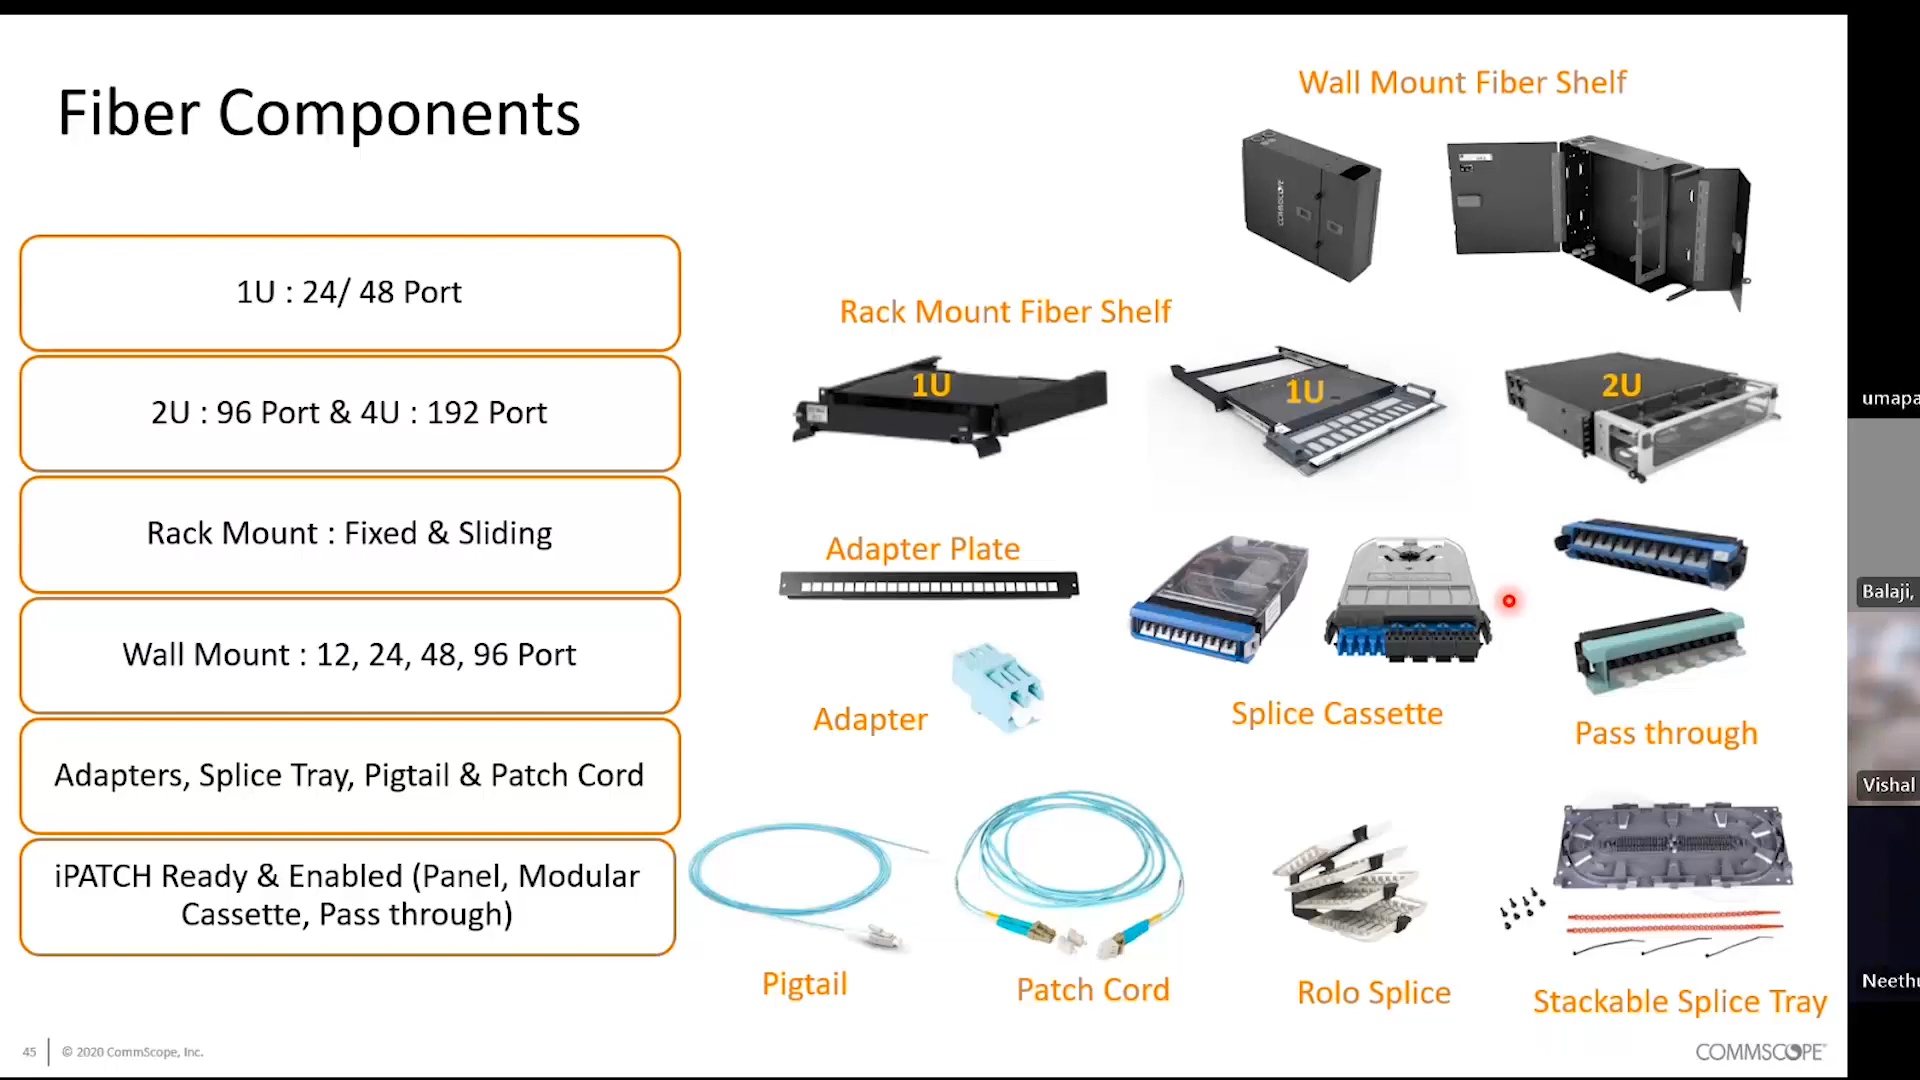 Fiber Components
1U : 24/ 48 Port
2U : 96 Port & 4U : 192 Port
Rack Mount : Fixed & Sliding
Wall Mount : 12, 24, 48, 96 Port
Adapters, Splice Tray, Pigtail & Patch Cord
iPATCH Ready & Enabled (Panel, Modular
Cassette, Pass through)
Wall Mount Fiber Shelf
COMMSCOPE
Rack Mount Fiber Shelf
1U
1U
2U
Adapter Plate
Adapter
Splice Cassette
Pass through
Pigtail
Patch Cord
Rolo Splice
Stackable Splice Tray
45
© 2020 CommScope, Inc.
COMMSCOPE
umapa
Balaji,
Vishal
Neethu